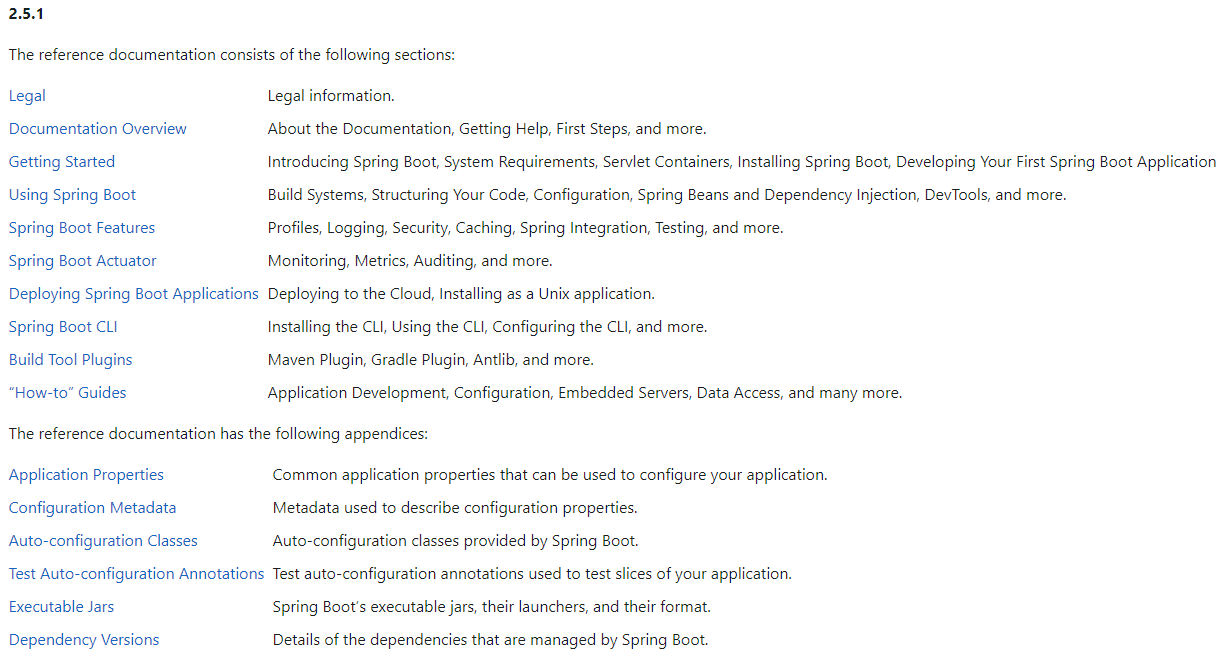 2.5.1
The reference documentation consists of the following sections:
Legal Legal information.
Documentation Overview About the Documentation, Getting Help, First Steps, and more.
Getting Started Introducing Spring Boot, System Requirements, Servlet Containers, Installing Spring Boot, Developing Your First Spring Boot Application
Using Spring Boot Build Systems, Structuring Your Code, Configuration, Spring Beans and Dependency Injection, DevTools, and more.
Spring Boot Features Profiles, Logging, Security, Caching, Spring Integration, Testing, and more.
Spring Boot Actuator Monitoring, Metrics, Auditing, and more.
Deploying Spring Boot Applications Deploying to the Cloud, Installing as a Unix application.
Spring Boot CLI Installing the CLI, Using the CLI, Configuring the CLI, and more.
Build Tool Plugins Maven Plugin, Gradle Plugin, Antlib, and more.
“How-to” Guides Application Development, Configuration, Embedded Servers, Data Access, and many more.
The reference documentation has the following appendices:
Application Properties Common application properties that can be used to configure your application.
Configuration Metadata Metadata used to describe configuration properties.
Auto-configuration Classes Auto-configuration classes provided by Spring Boot.
Test Auto-configuration Annotations Test auto-configuration annotations used to test slices of your application.
Executable Jars Spring Boot’s executable jars, their launchers, and their format.
Dependency Versions Details of the dependencies that are managed by Spring Boot.